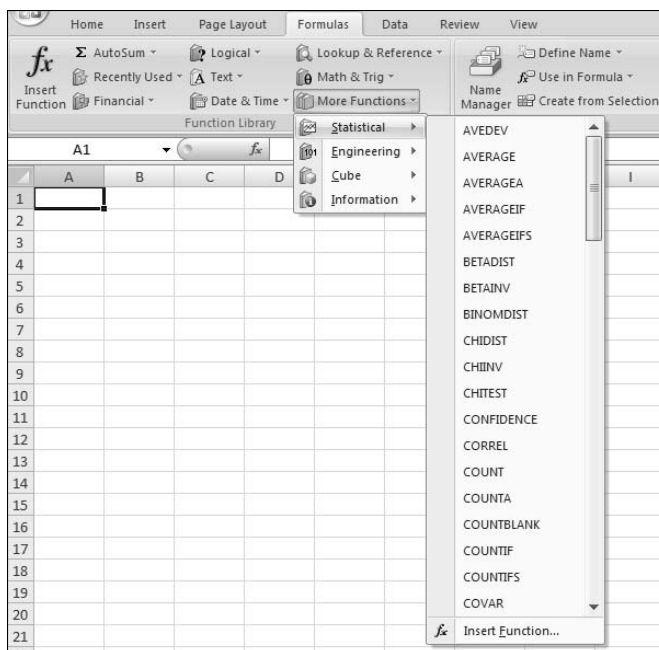 Home Insert Page Layout Formulas Data Review View
Σ AutoSum Logical Lookup & Reference Define Name
fx Recently Used Text Math & Trig Use in Formula
Insert Function Financial Date & Time More Functions Name Manager Create from Selection
Function Library
A1 fx
A B C D I
Statistical
Engineering
Cube
Information
AVEDEV
AVERAGE
AVERAGEA
AVERAGEIF
AVERAGEIFS
BETADIST
BETAINV
BINOMDIST
CHIDIST
CHIINV
CHITEST
CONFIDENCE
CORREL
COUNT
COUNTA
COUNTBLANK
COUNTIF
COUNTIFS
COVAR
fx Insert Function...
1
2
3
4
5
6
7
8
9
10
11
12
13
14
15
16
17
18
19
20
21